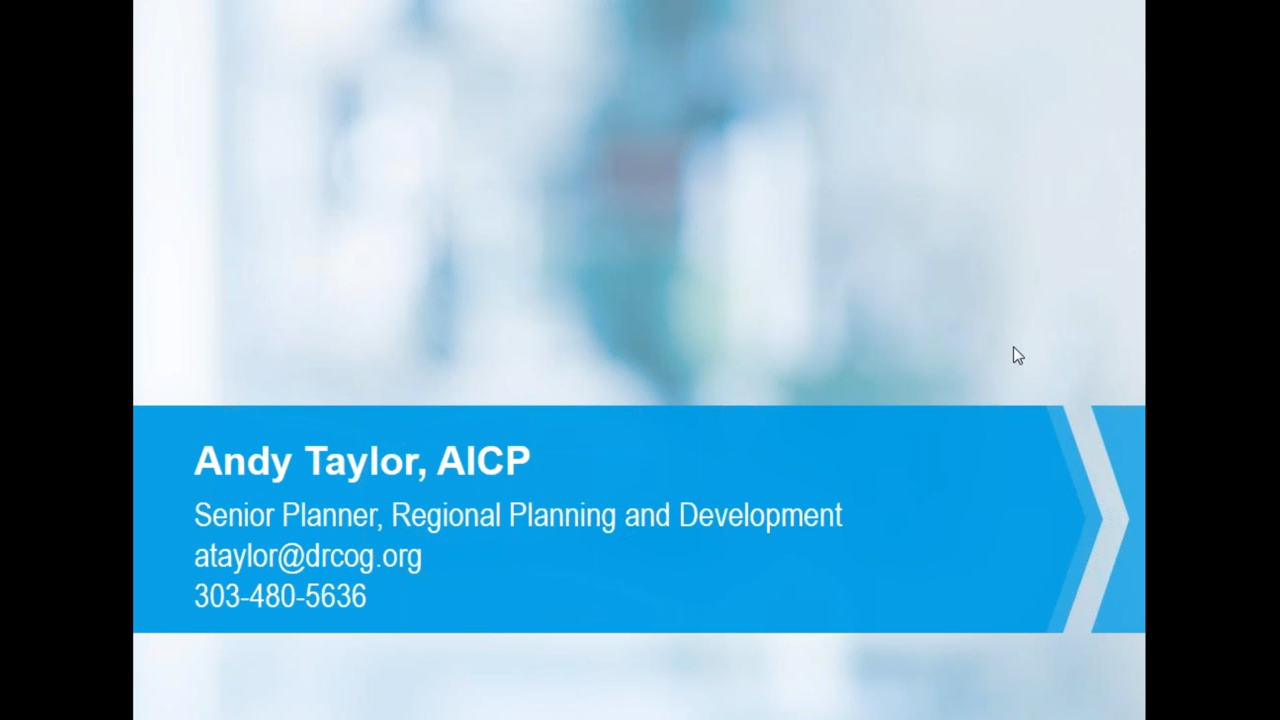 Andy Taylor, AICP
Senior Planner, Regional Planning and Development
ataylor@drcog.org
303-480-5636